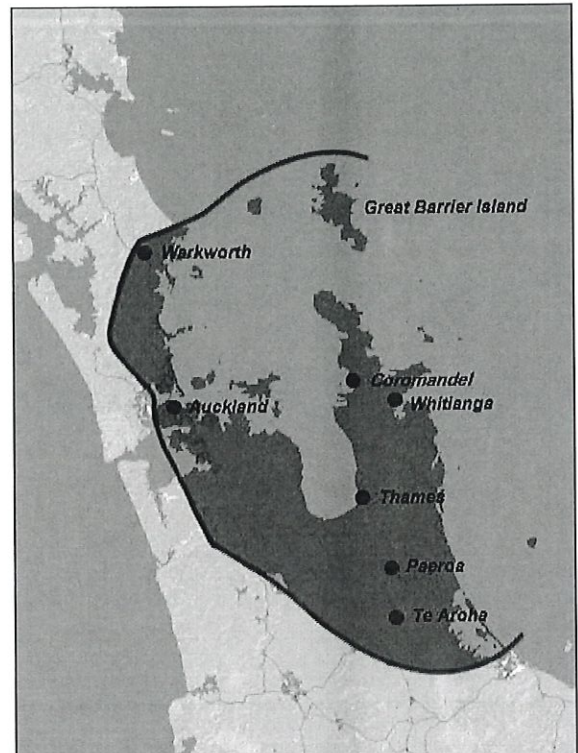 Great Barrier Island
Warkworth
Coromandel
Whitianga
Auckland
Thames
Paeroa
Te Aroha